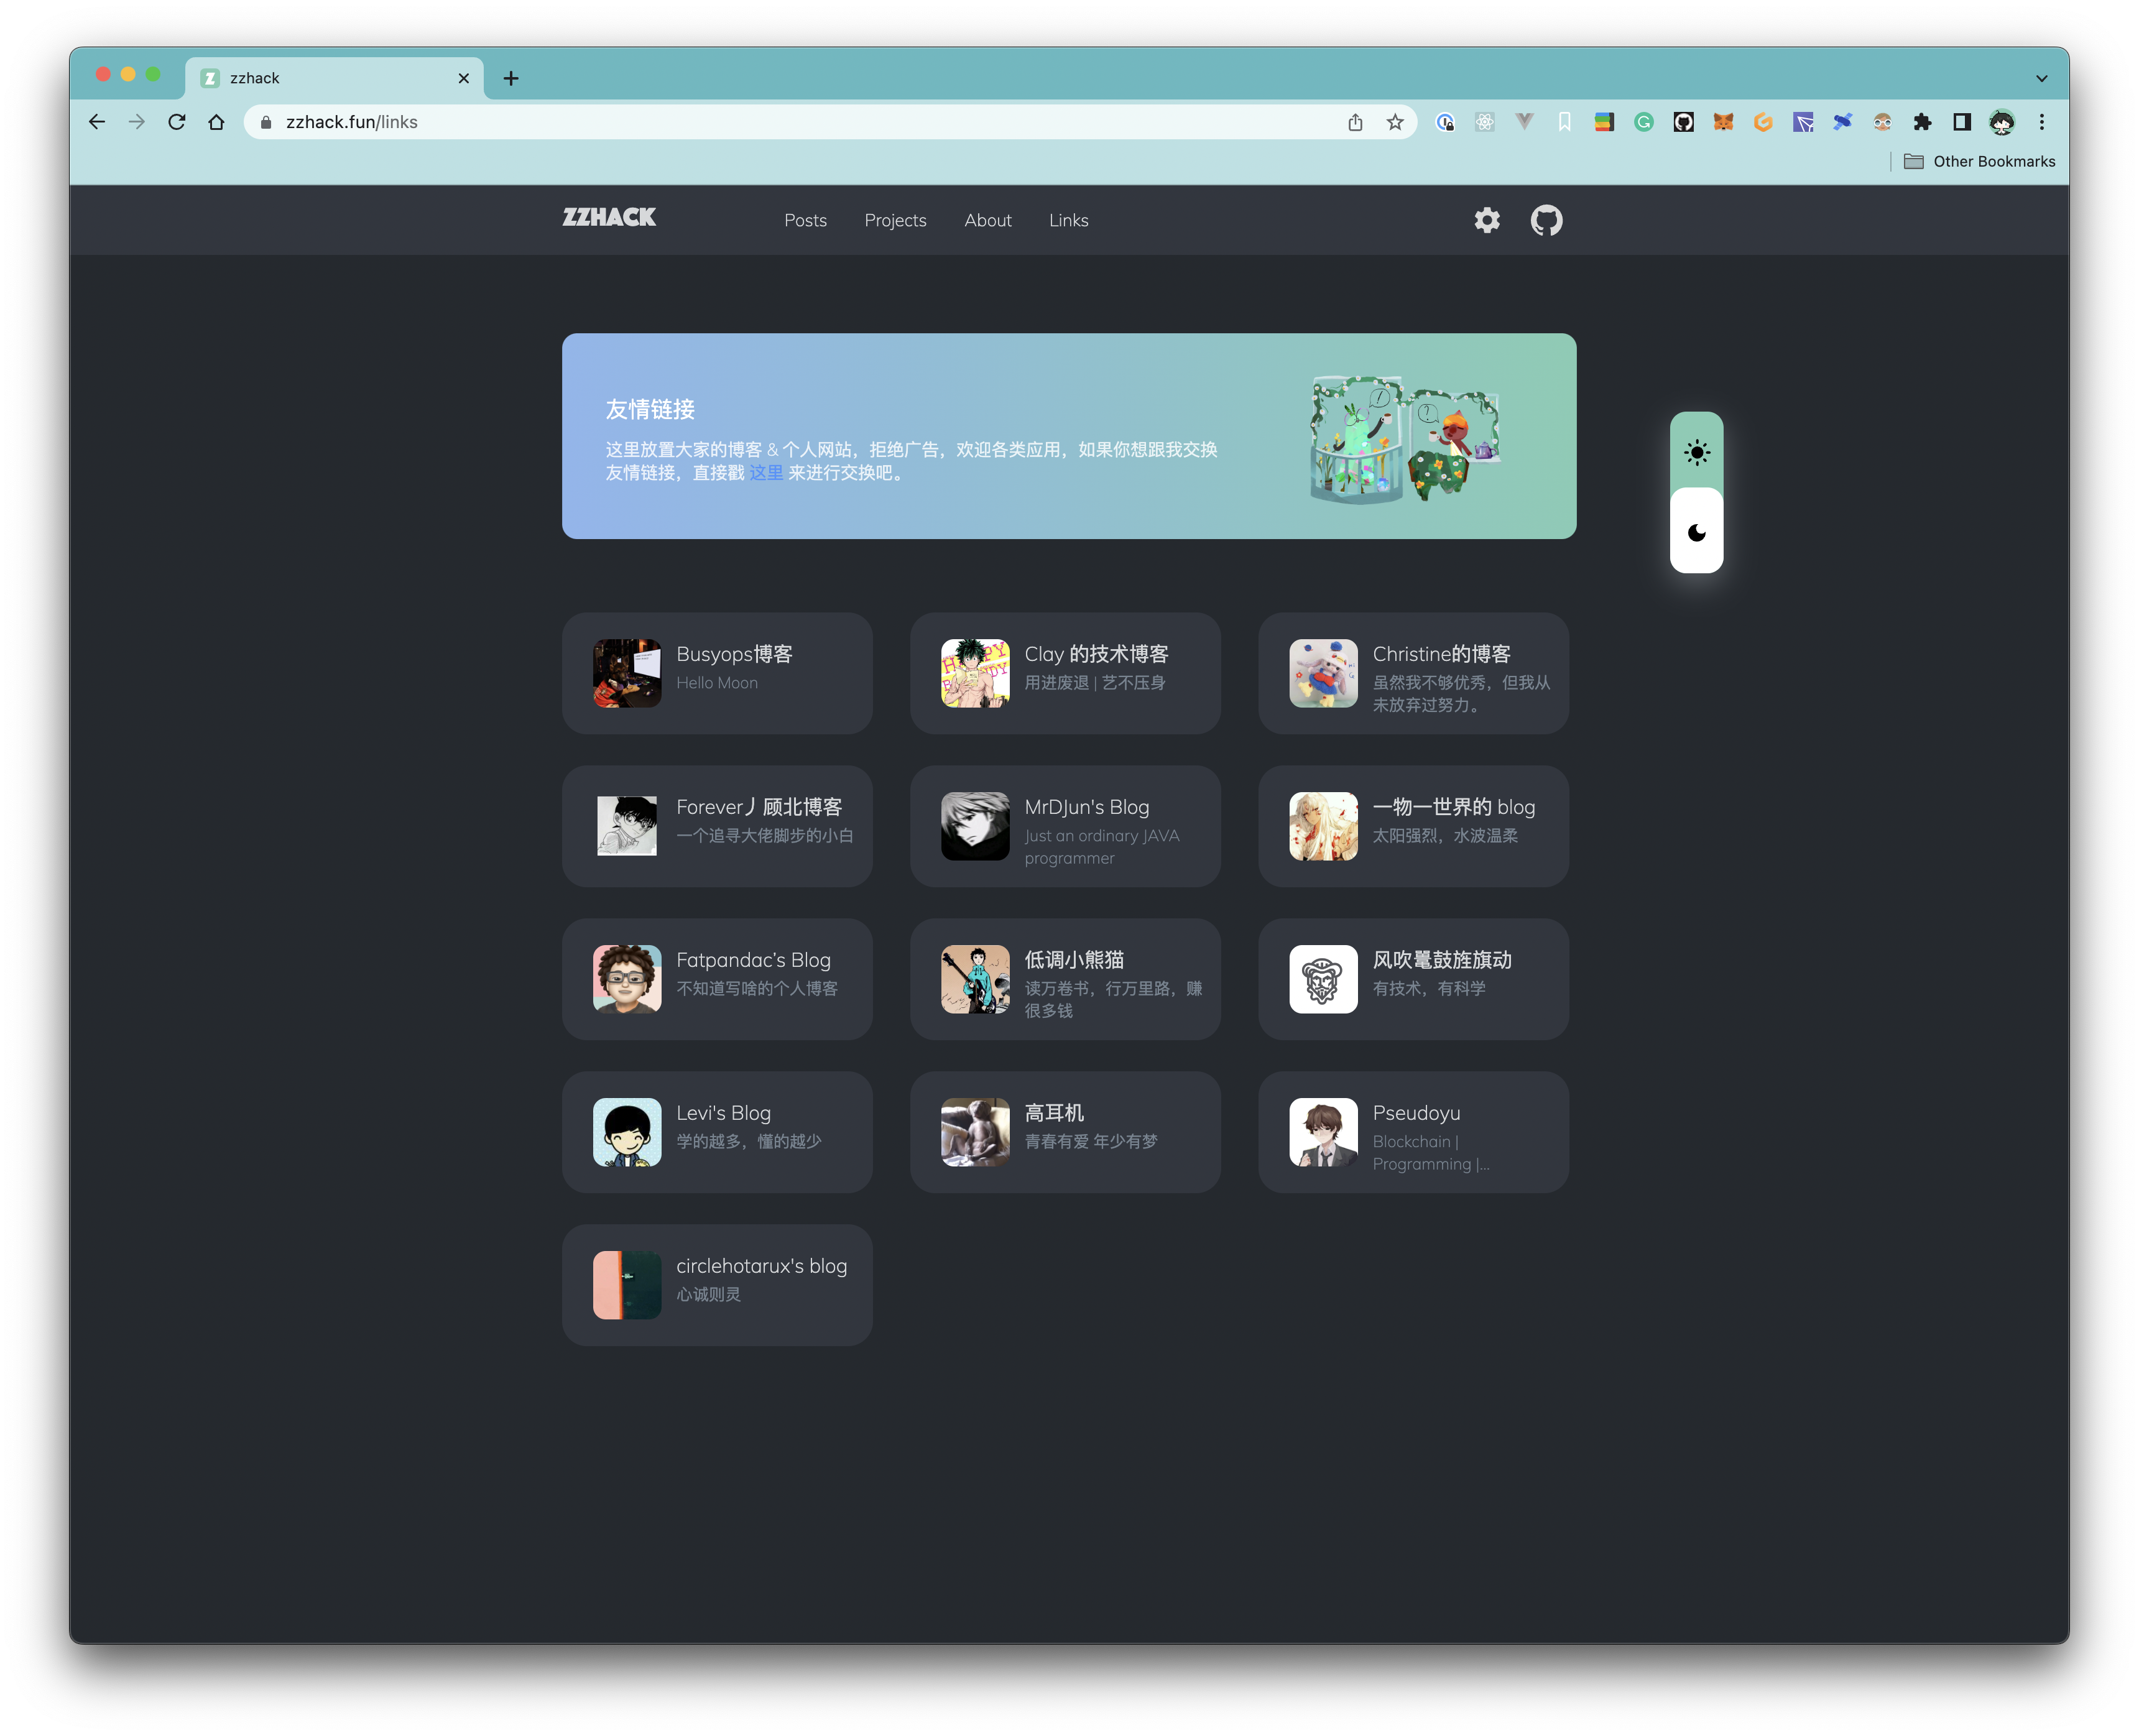 zzhack
zzhack.fun/links
Other Bookmarks
ZZHACK
Posts
Projects
About
Links
友情链接
这里放置大家的博客 & 个人网站，拒绝广告，欢迎各类应用，如果你想跟我交换
友情链接，直接戳 这里 来进行交换吧。
Busyops博客
Hello Moon
Clay 的技术博客
用进废退 | 艺不压身
Christine的博客
虽然我不够优秀，但我从
未放弃过努力。
Forever丿顾北博客
一个追寻大佬脚步的小白
MrDJun's Blog
Just an ordinary JAVA
programmer
一物一世界的 blog
太阳强烈，水波温柔
Fatpandac’s Blog
不知道写啥的个人博客
低调小熊猫
读万卷书，行万里路，赚
很多钱
风吹鼍鼓旌旗动
有技术，有科学
Levi's Blog
学的越多，懂的越少
高耳机
青春有爱 年少有梦
Pseudoyu
Blockchain |
Programming |...
circlehotarux's blog
心诚则灵